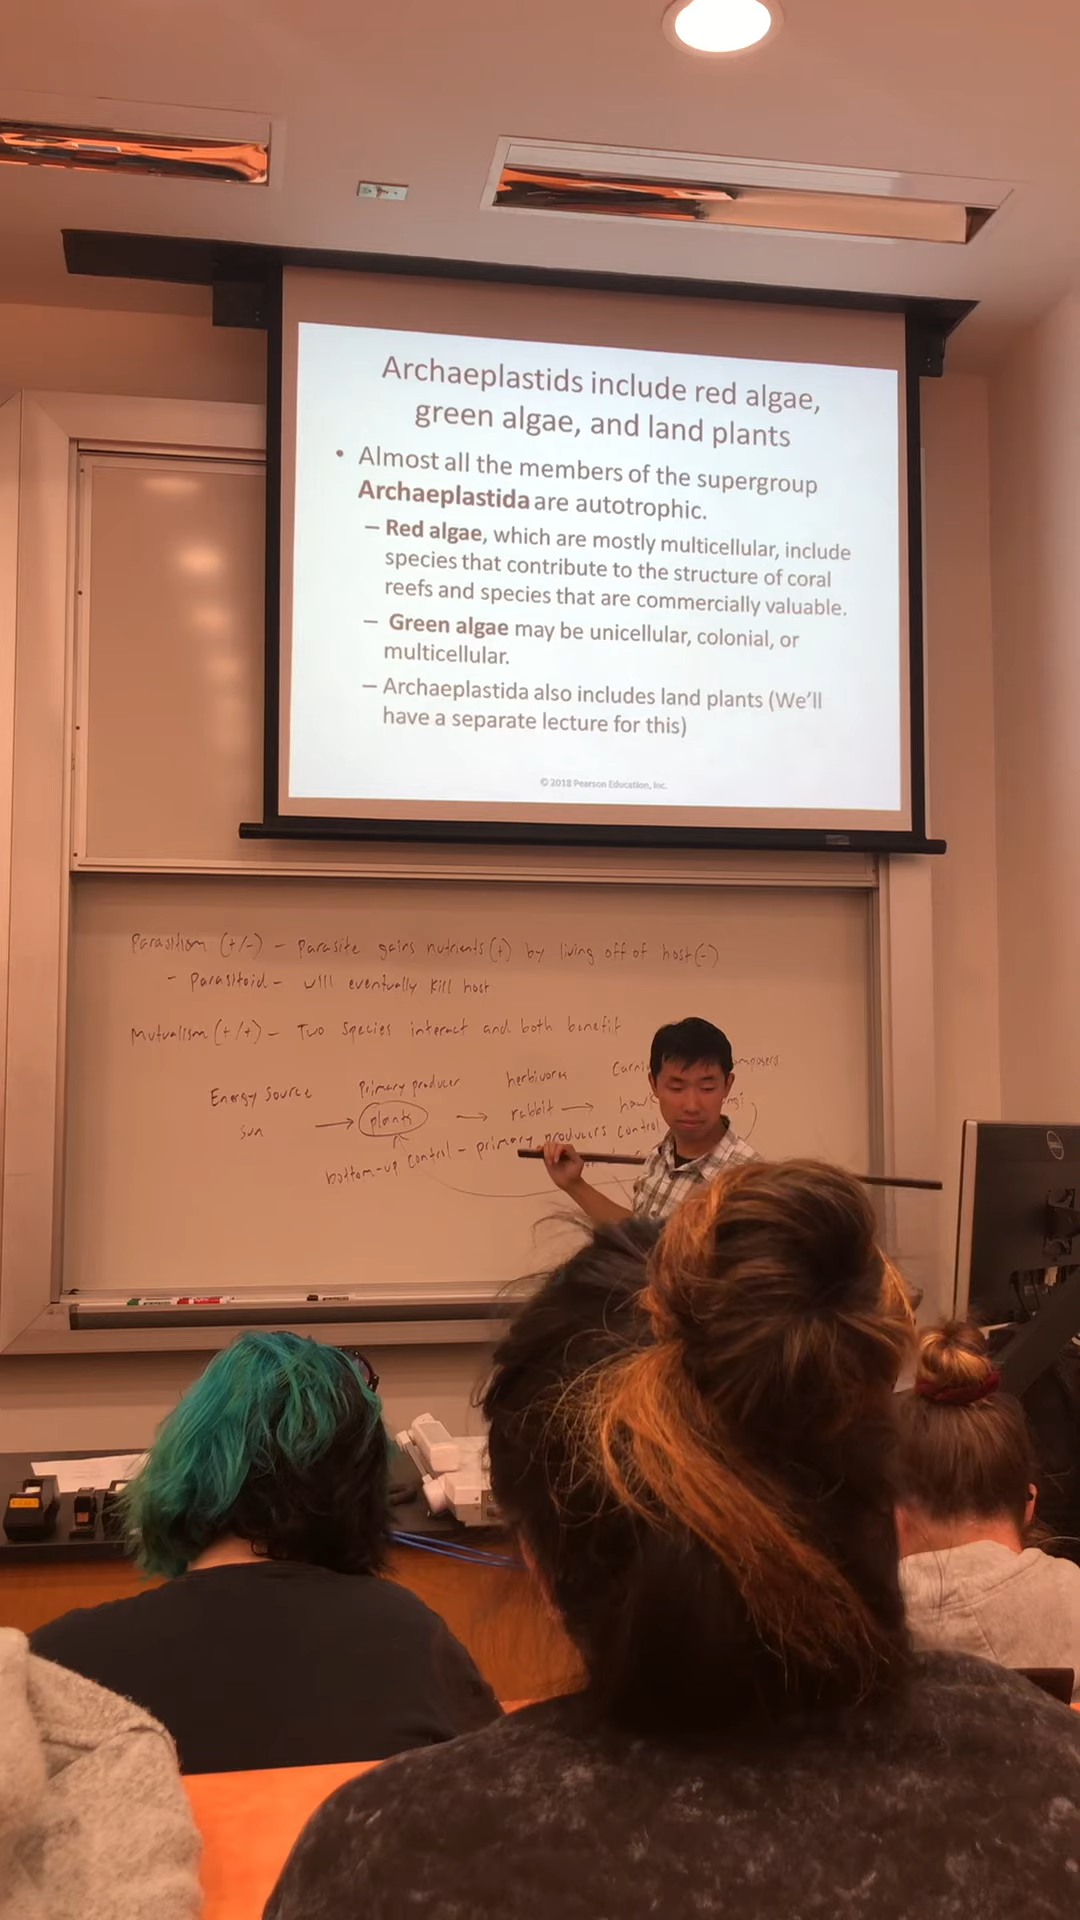 Archaeplastids include red algae,
green algae, and land plants
• Almost all the members of the supergroup
Archaeplastida are autotrophic.
– Red algae, which are mostly multicellular, include
species that contribute to the structure of coral
reefs and species that are commercially valuable.
– Green algae may be unicellular, colonial, or
multicellular.
– Archaeplastida also includes land plants (We'll
have a separate lecture for this)
© 2018 Pearson Education, Inc.
Parasitism (+/-) – Parasite gains nutrients (+) by living off of host (-)
- Parasitoid – will eventually kill host
Mutualism (+/+) – Two species interact and both benefit
Energy Source Primary producer herbivores
Sun → plants → rabbit →
bottom-up control – primary producers control
DELL